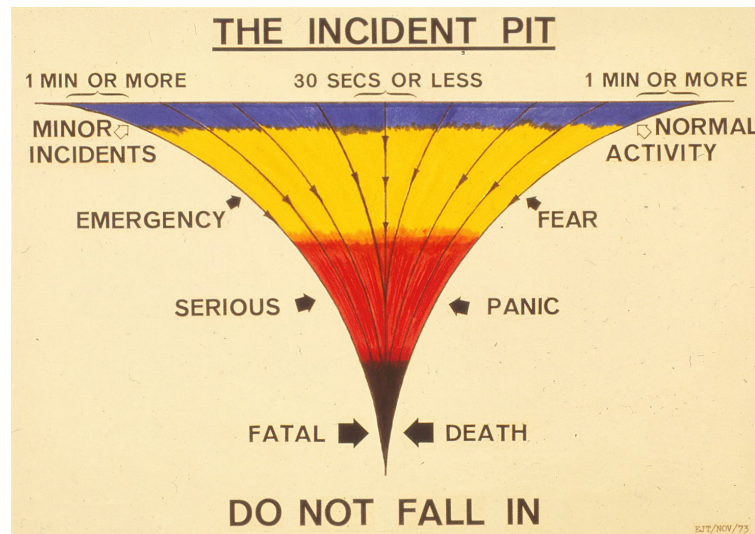 THE INCIDENT PIT
1 MIN OR MORE
30 SECS OR LESS
1 MIN OR MORE
MINOR
INCIDENTS
NORMAL
ACTIVITY
EMERGENCY
FEAR
SERIOUS
PANIC
FATAL
DEATH
DO NOT FALL IN
EJT/NOV/73